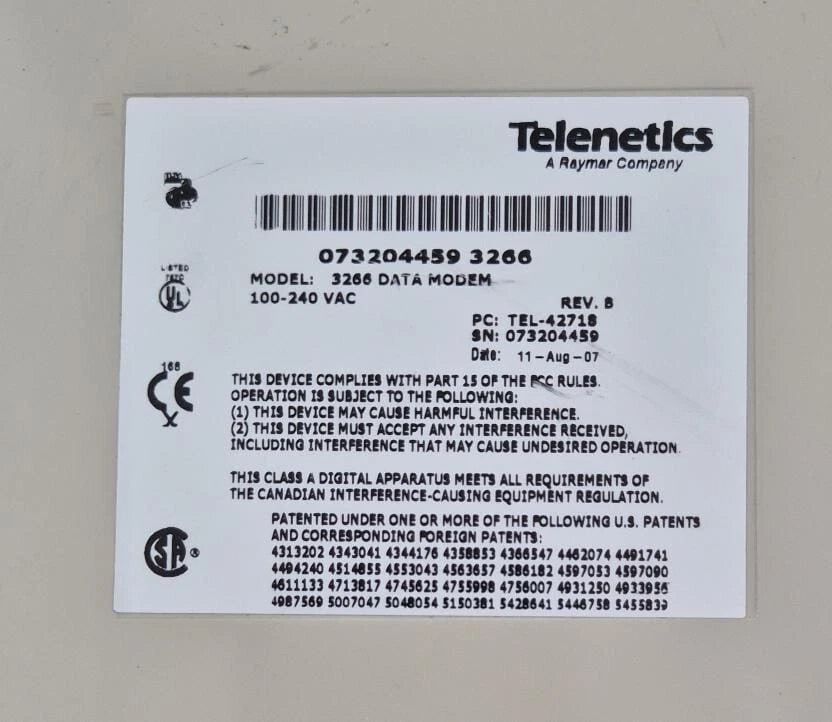 Telenetics
A Raymar Company
073204459 3266
MODEL: 3266 DATA MODEM
100-240 VAC
REV. B
PC: TEL-42718
SN: 073204459
Date: 11-Aug-07
LISTED
UL
168
CE
X
THIS DEVICE COMPLIES WITH PART 15 OF THE FCC RULES.
OPERATION IS SUBJECT TO THE FOLLOWING:
(1) THIS DEVICE MAY CAUSE HARMFUL INTERFERENCE.
(2) THIS DEVICE MUST ACCEPT ANY INTERFERENCE RECEIVED,
INCLUDING INTERFERENCE THAT MAY CAUSE UNDESIRED OPERATION.
THIS CLASS A DIGITAL APPARATUS MEETS ALL REQUIREMENTS OF
THE CANADIAN INTERFERENCE-CAUSING EQUIPMENT REGULATION.
SA ®
PATENTED UNDER ONE OR MORE OF THE FOLLOWING U.S. PATENTS
AND CORRESPONDING FOREIGN PATENTS:
4313202 4343041 4344176 4358853 4366547 4462074 4491741
4494240 4514855 4553043 4563657 4586182 4597053 4597090
4611133 4713817 4745625 4755998 4756007 4931250 4933956
4987569 5007047 5048054 5150381 5428641 5446758 5455839